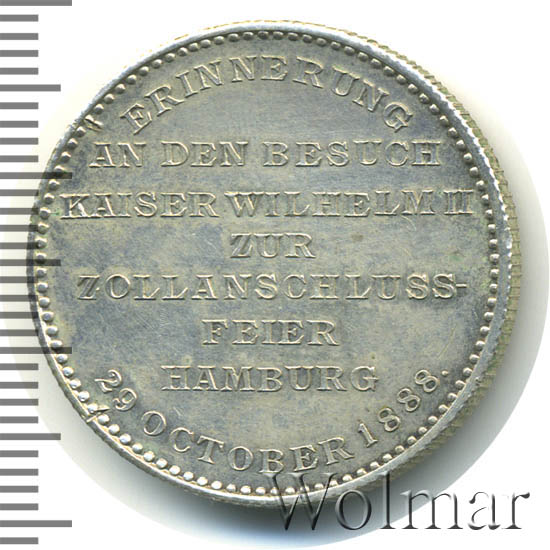 ERINNERUNG
AN DEN BESUCH
KAISER WILHELM II
ZUR
ZOLLANSCHLUSS-
FEIER
HAMBURG
29 OCTOBER 1888.
Wolmar